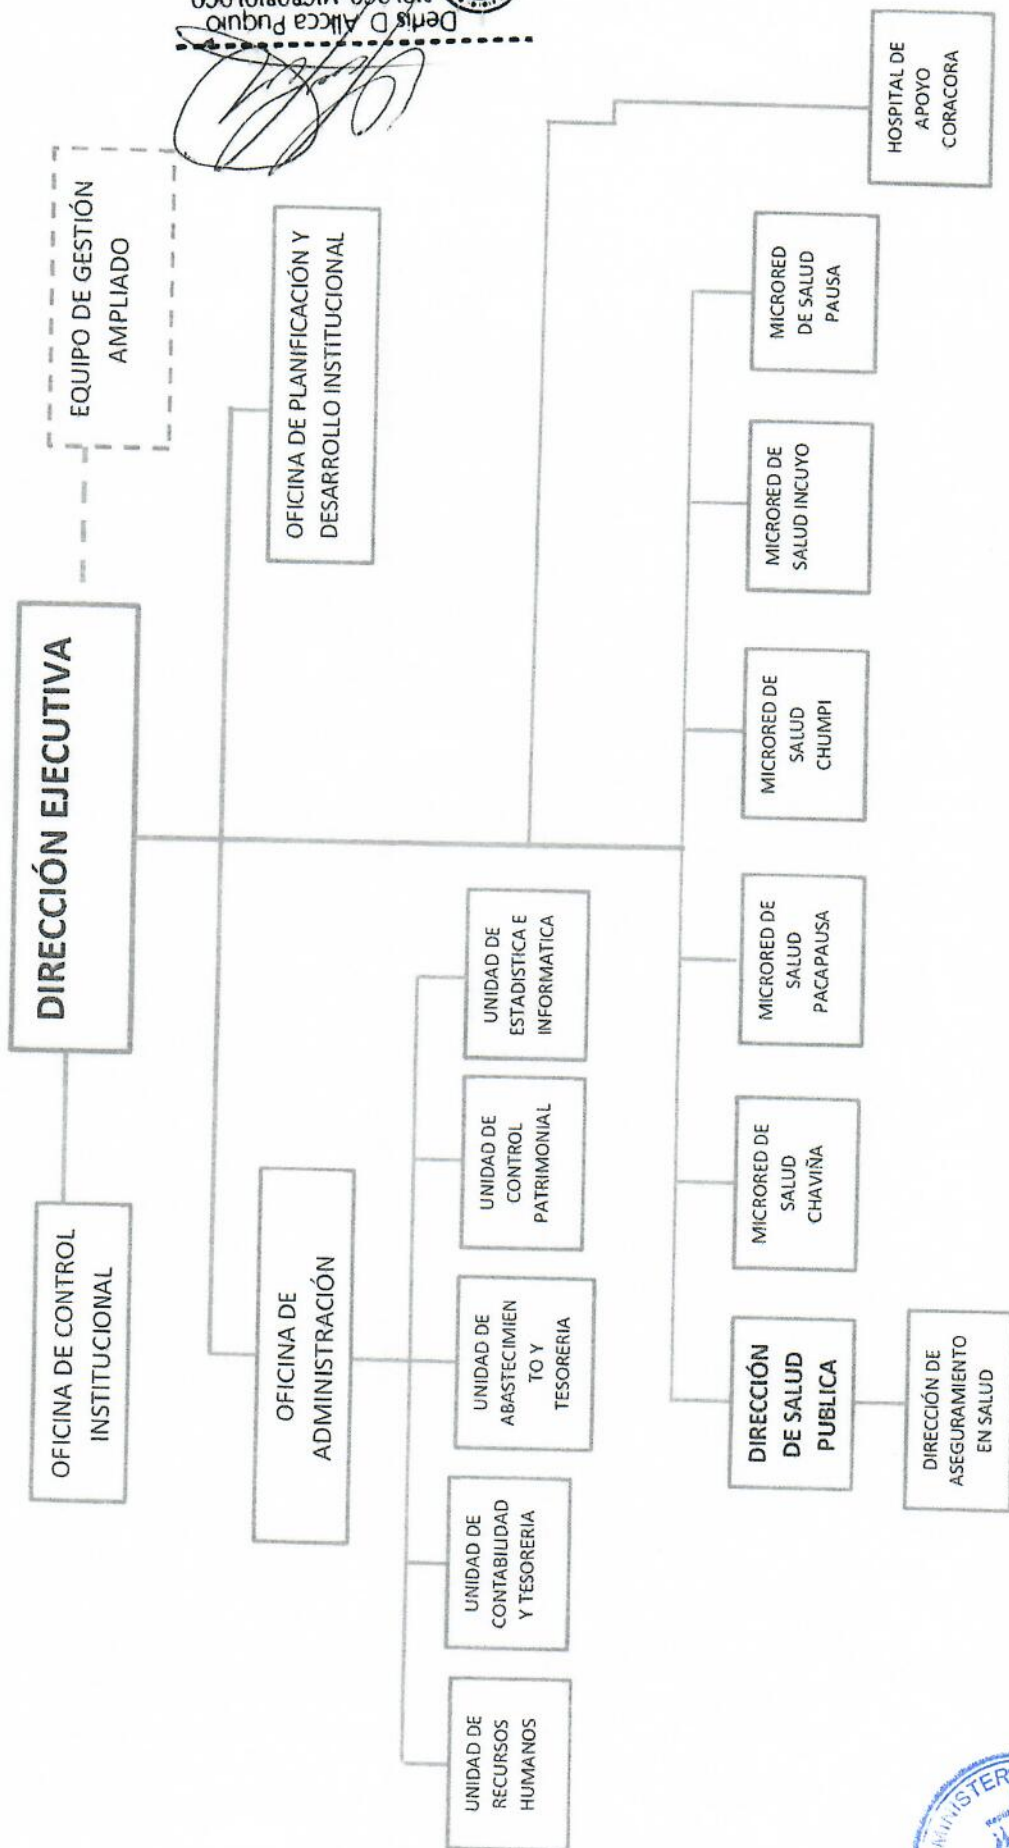 DIRECCIÓN EJECUTIVA
EQUIPO DE GESTIÓN
AMPLIADO
OFICINA DE CONTROL
INSTITUCIONAL
OFICINA DE PLANIFICACIÓN Y
DESARROLLO INSTITUCIONAL
OFICINA DE
ADMINISTRACIÓN
UNIDAD DE
RECURSOS
HUMANOS
UNIDAD DE
CONTABILIDAD
Y TESORERIA
UNIDAD DE
ABASTECIMIEN
TO Y
TESORERIA
UNIDAD DE
CONTROL
PATRIMONIAL
UNIDAD DE
ESTADISTICA E
INFORMATICA
DIRECCIÓN
DE SALUD
PUBLICA
DIRECCIÓN DE
ASEGURAMIENTO
EN SALUD
MICRORED DE
SALUD
CHAVIÑA
MICRORED DE
SALUD
PACAPAUSA
MICRORED DE
SALUD
CHUMPI
MICRORED DE
SALUD INCUYO
MICRORED
DE SALUD
PAUSA
HOSPITAL DE
APOYO
CORACORA
Denis D Allcca Puquio